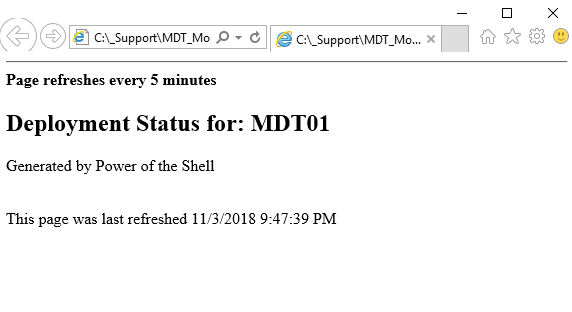 C:\_Support\MDT_Mo
C:\_Support\MDT_Mo...
Page refreshes every 5 minutes
Deployment Status for: MDT01
Generated by Power of the Shell
This page was last refreshed 11/3/2018 9:47:39 PM